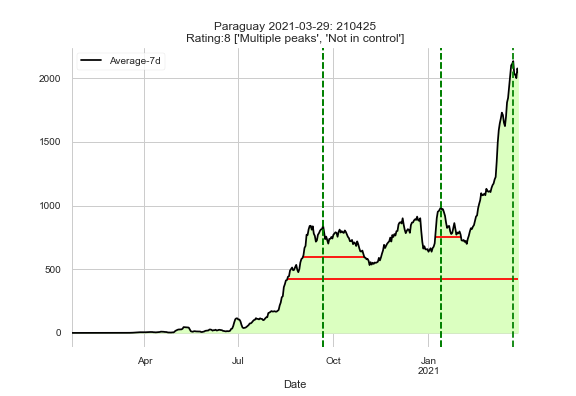 Paraguay 2021-03-29: 210425
Rating:8 ['Multiple peaks', 'Not in control']
Average-7d
2000
1500
1000
500
0
Apr
Jul
Oct
Jan
2021
Date